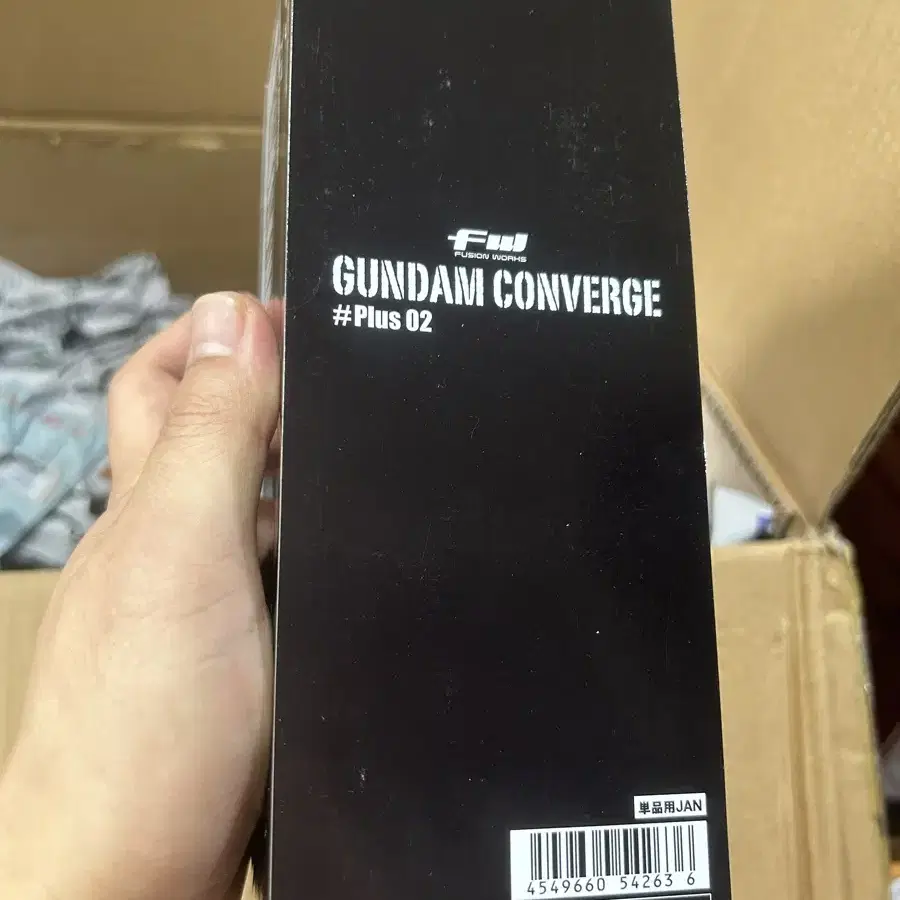 FW
FUSION WORKS
GUNDAM CONVERGE
#Plus 02
単品用JAN
4549660 54263 6